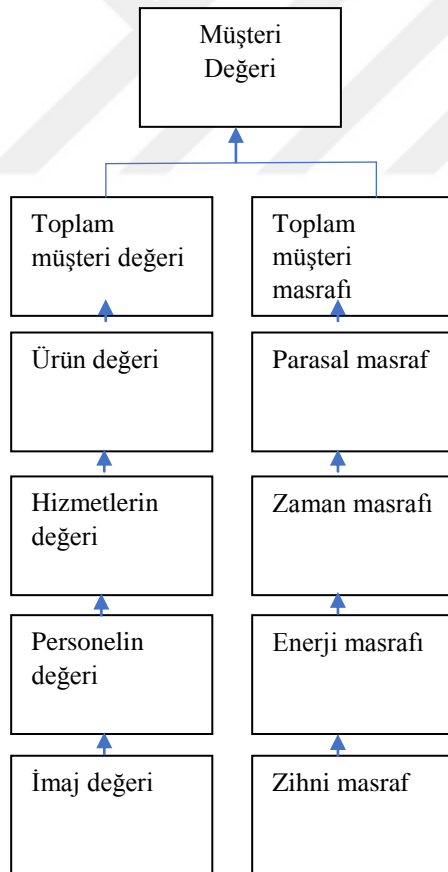 Müşteri
Değeri
Toplam
müşteri değeri
Toplam
müşteri
masrafı
Ürün değeri
Parasal masraf
Hizmetlerin
değeri
Zaman masrafı
Personelin
değeri
Enerji masrafı
İmaj değeri
Zihni masraf